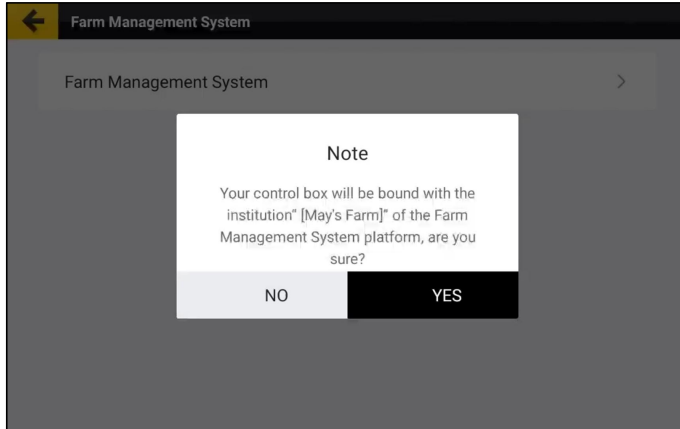 Farm Management System
Farm Management System
Note
Your control box will be bound with the
institution" [May's Farm]" of the Farm
Management System platform, are you
sure?
NO YES